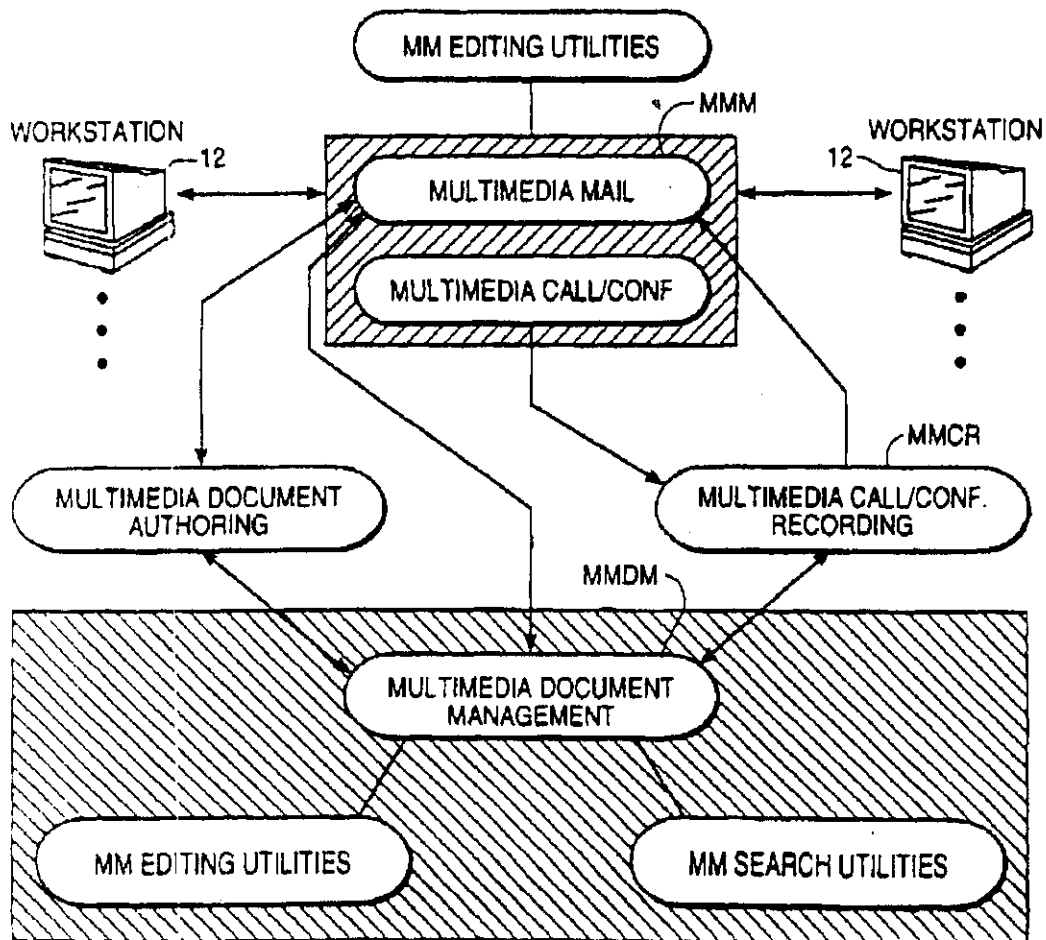 MM EDITING UTILITIES
MMM
WORKSTATION
WORKSTATION
12
12
MULTIMEDIA MAIL
MULTIMEDIA CALL/CONF
MMCR
MULTIMEDIA DOCUMENT
AUTHORING
MULTIMEDIA CALL/CONF.
RECORDING
MMDM
MULTIMEDIA DOCUMENT
MANAGEMENT
MM EDITING UTILITIES
MM SEARCH UTILITIES